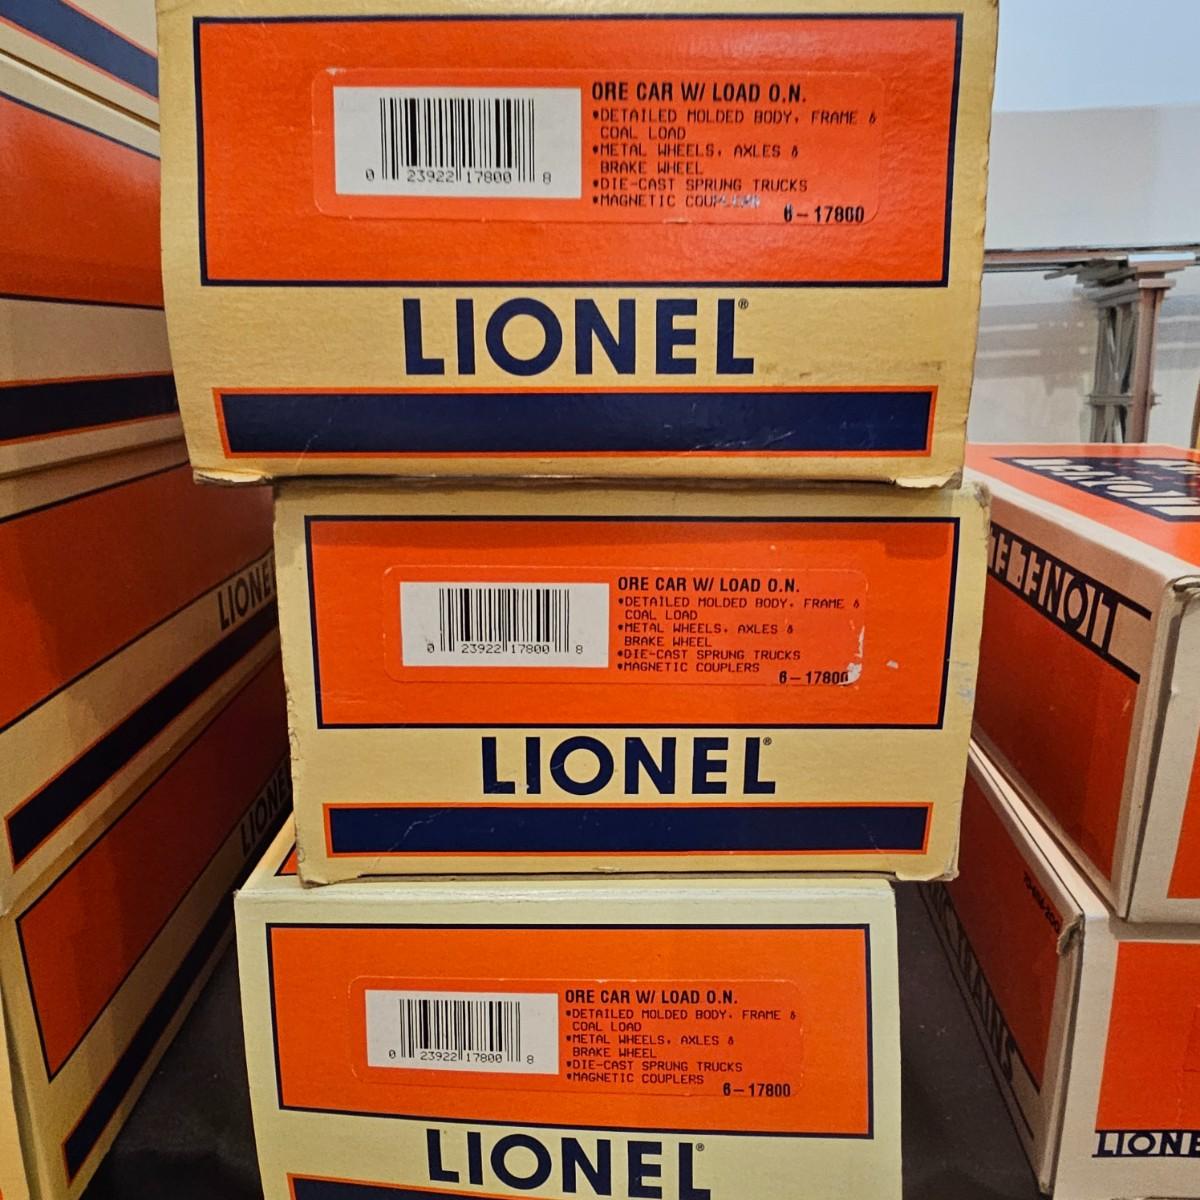 ORE CAR W/ LOAD O.N.
*DETAILED MOLDED BODY, FRAME &
COAL LOAD
*METAL WHEELS, AXLES &
BRAKE WHEEL
*DIE-CAST SPRUNG TRUCKS
*MAGNETIC COUPLERS
6-17800
0 23922 17800 8
LIONEL®
ORE CAR W/ LOAD O.N.
*DETAILED MOLDED BODY, FRAME &
COAL LOAD
*METAL WHEELS, AXLES &
BRAKE WHEEL
*DIE-CAST SPRUNG TRUCKS
*MAGNETIC COUPLERS
6-17800
0 23922 17800 8
LIONEL®
ORE CAR W/ LOAD O.N.
*DETAILED MOLDED BODY, FRAME &
COAL LOAD
*METAL WHEELS, AXLES &
BRAKE WHEEL
*DIE-CAST SPRUNG TRUCKS
*MAGNETIC COUPLERS
6-17800
0 23922 17800 8
LIONEL®
LIONEL
LIONEL
LIONE